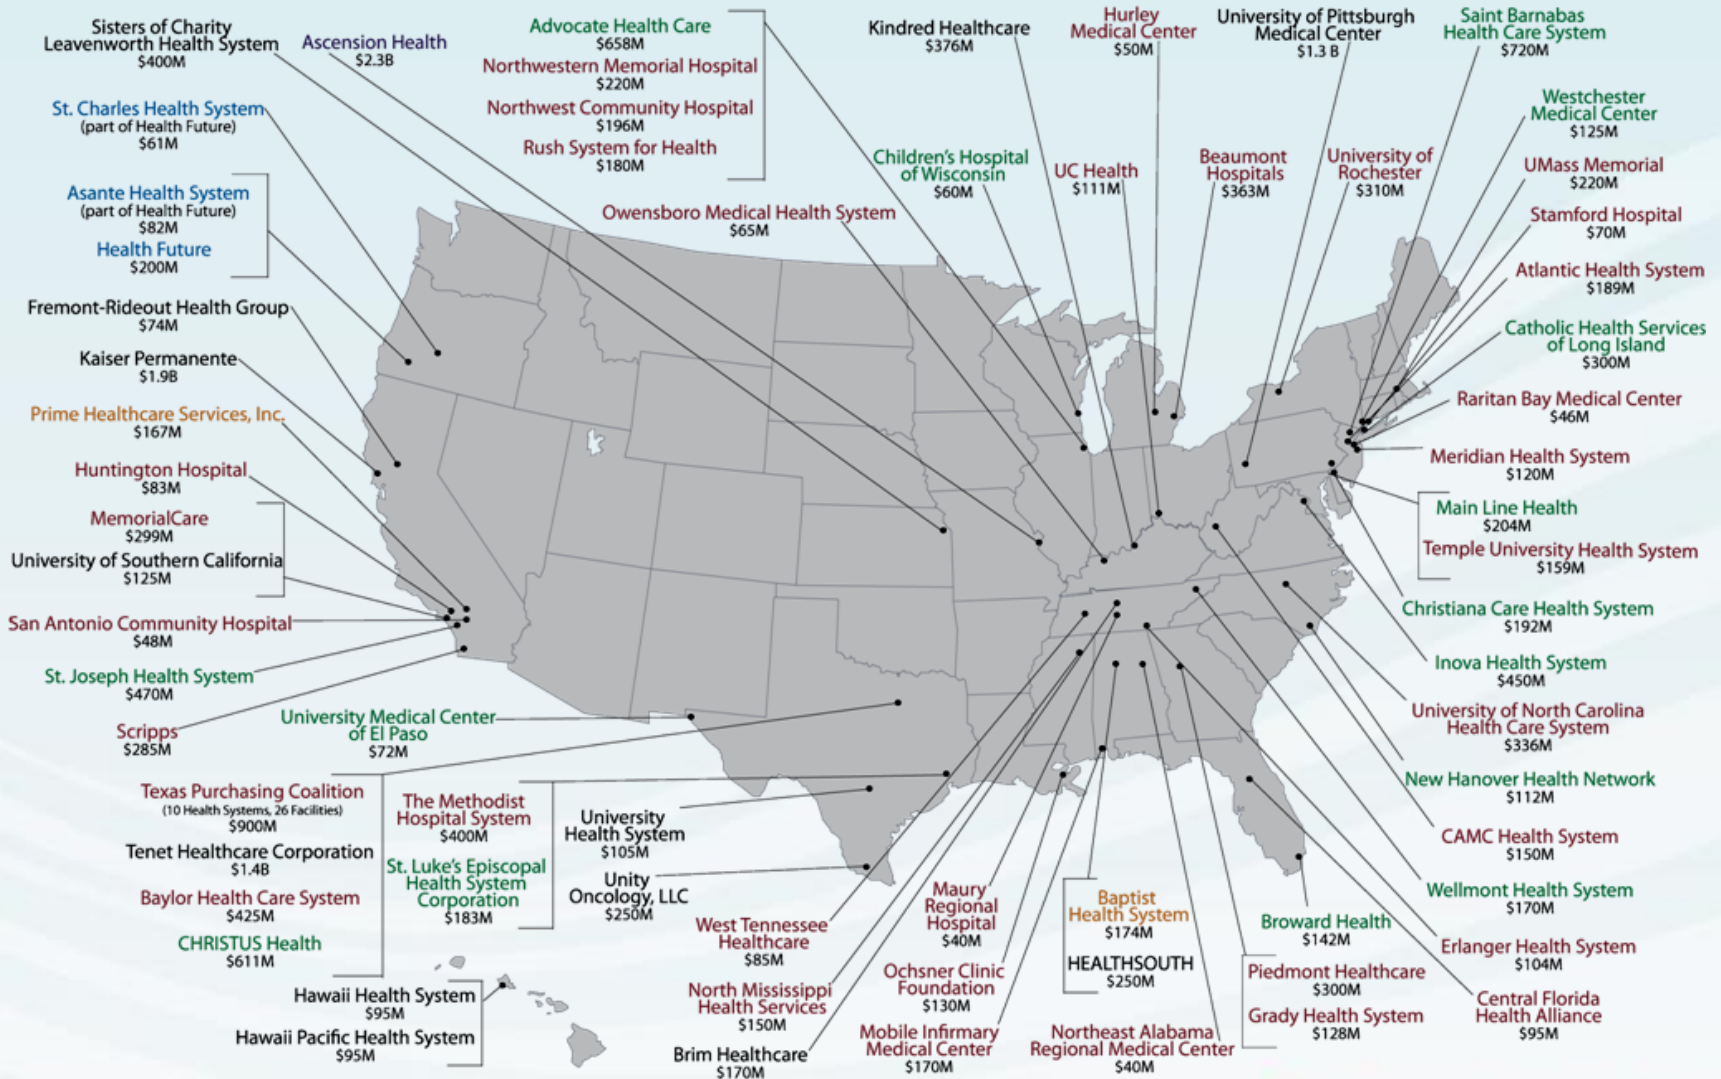 Sisters of Charity
Leavenworth Health System
$400M
Ascension Health
$2.3B
Advocate Health Care
$658M
Northwestern Memorial Hospital
$220M
Northwest Community Hospital
$196M
Rush System for Health
$180M
Kindred Healthcare
$376M
Hurley
Medical Center
$50M
University of Pittsburgh
Medical Center
$1.3 B
Saint Barnabas
Health Care System
$720M
St. Charles Health System
(part of Health Future)
$61M
Asante Health System
(part of Health Future)
$82M
Health Future
$200M
Owensboro Medical Health System
$65M
Children's Hospital
of Wisconsin
$60M
UC Health
$111M
Beaumont
Hospitals
$363M
University of
Rochester
$310M
Westchester
Medical Center
$125M
UMass Memorial
$220M
Stamford Hospital
$70M
Atlantic Health System
$189M
Catholic Health Services
of Long Island
$300M
Raritan Bay Medical Center
$46M
Meridian Health System
$120M
Main Line Health
$204M
Temple University Health System
$159M
Christiana Care Health System
$192M
Inova Health System
$450M
University of North Carolina
Health Care System
$336M
New Hanover Health Network
$112M
CAMC Health System
$150M
Wellmont Health System
$170M
Erlanger Health System
$104M
Central Florida
Health Alliance
$95M
Fremont-Rideout Health Group
$74M
Kaiser Permanente
$1.9B
Prime Healthcare Services, Inc.
$167M
Huntington Hospital
$83M
MemorialCare
$299M
University of Southern California
$125M
San Antonio Community Hospital
$48M
St. Joseph Health System
$470M
Scripps
$285M
University Medical Center
of El Paso
$72M
Texas Purchasing Coalition
(10 Health Systems, 26 Facilities)
$900M
Tenet Healthcare Corporation
$1.4B
Baylor Health Care System
$425M
CHRISTUS Health
$611M
The Methodist
Hospital System
$400M
St. Luke's Episcopal
Health System
Corporation
$183M
University
Health System
$105M
Unity
Oncology, LLC
$250M
Hawaii Health System
$95M
Hawaii Pacific Health System
$95M
West Tennessee
Healthcare
$85M
North Mississippi
Health Services
$150M
Brim Healthcare
$170M
Maury
Regional
Hospital
$40M
Ochsner Clinic
Foundation
$130M
Mobile Infirmary
Medical Center
$170M
Baptist
Health System
$174M
HEALTHSOUTH
$250M
Northeast Alabama
Regional Medical Center
$40M
Broward Health
$142M
Piedmont Healthcare
$300M
Grady Health System
$128M